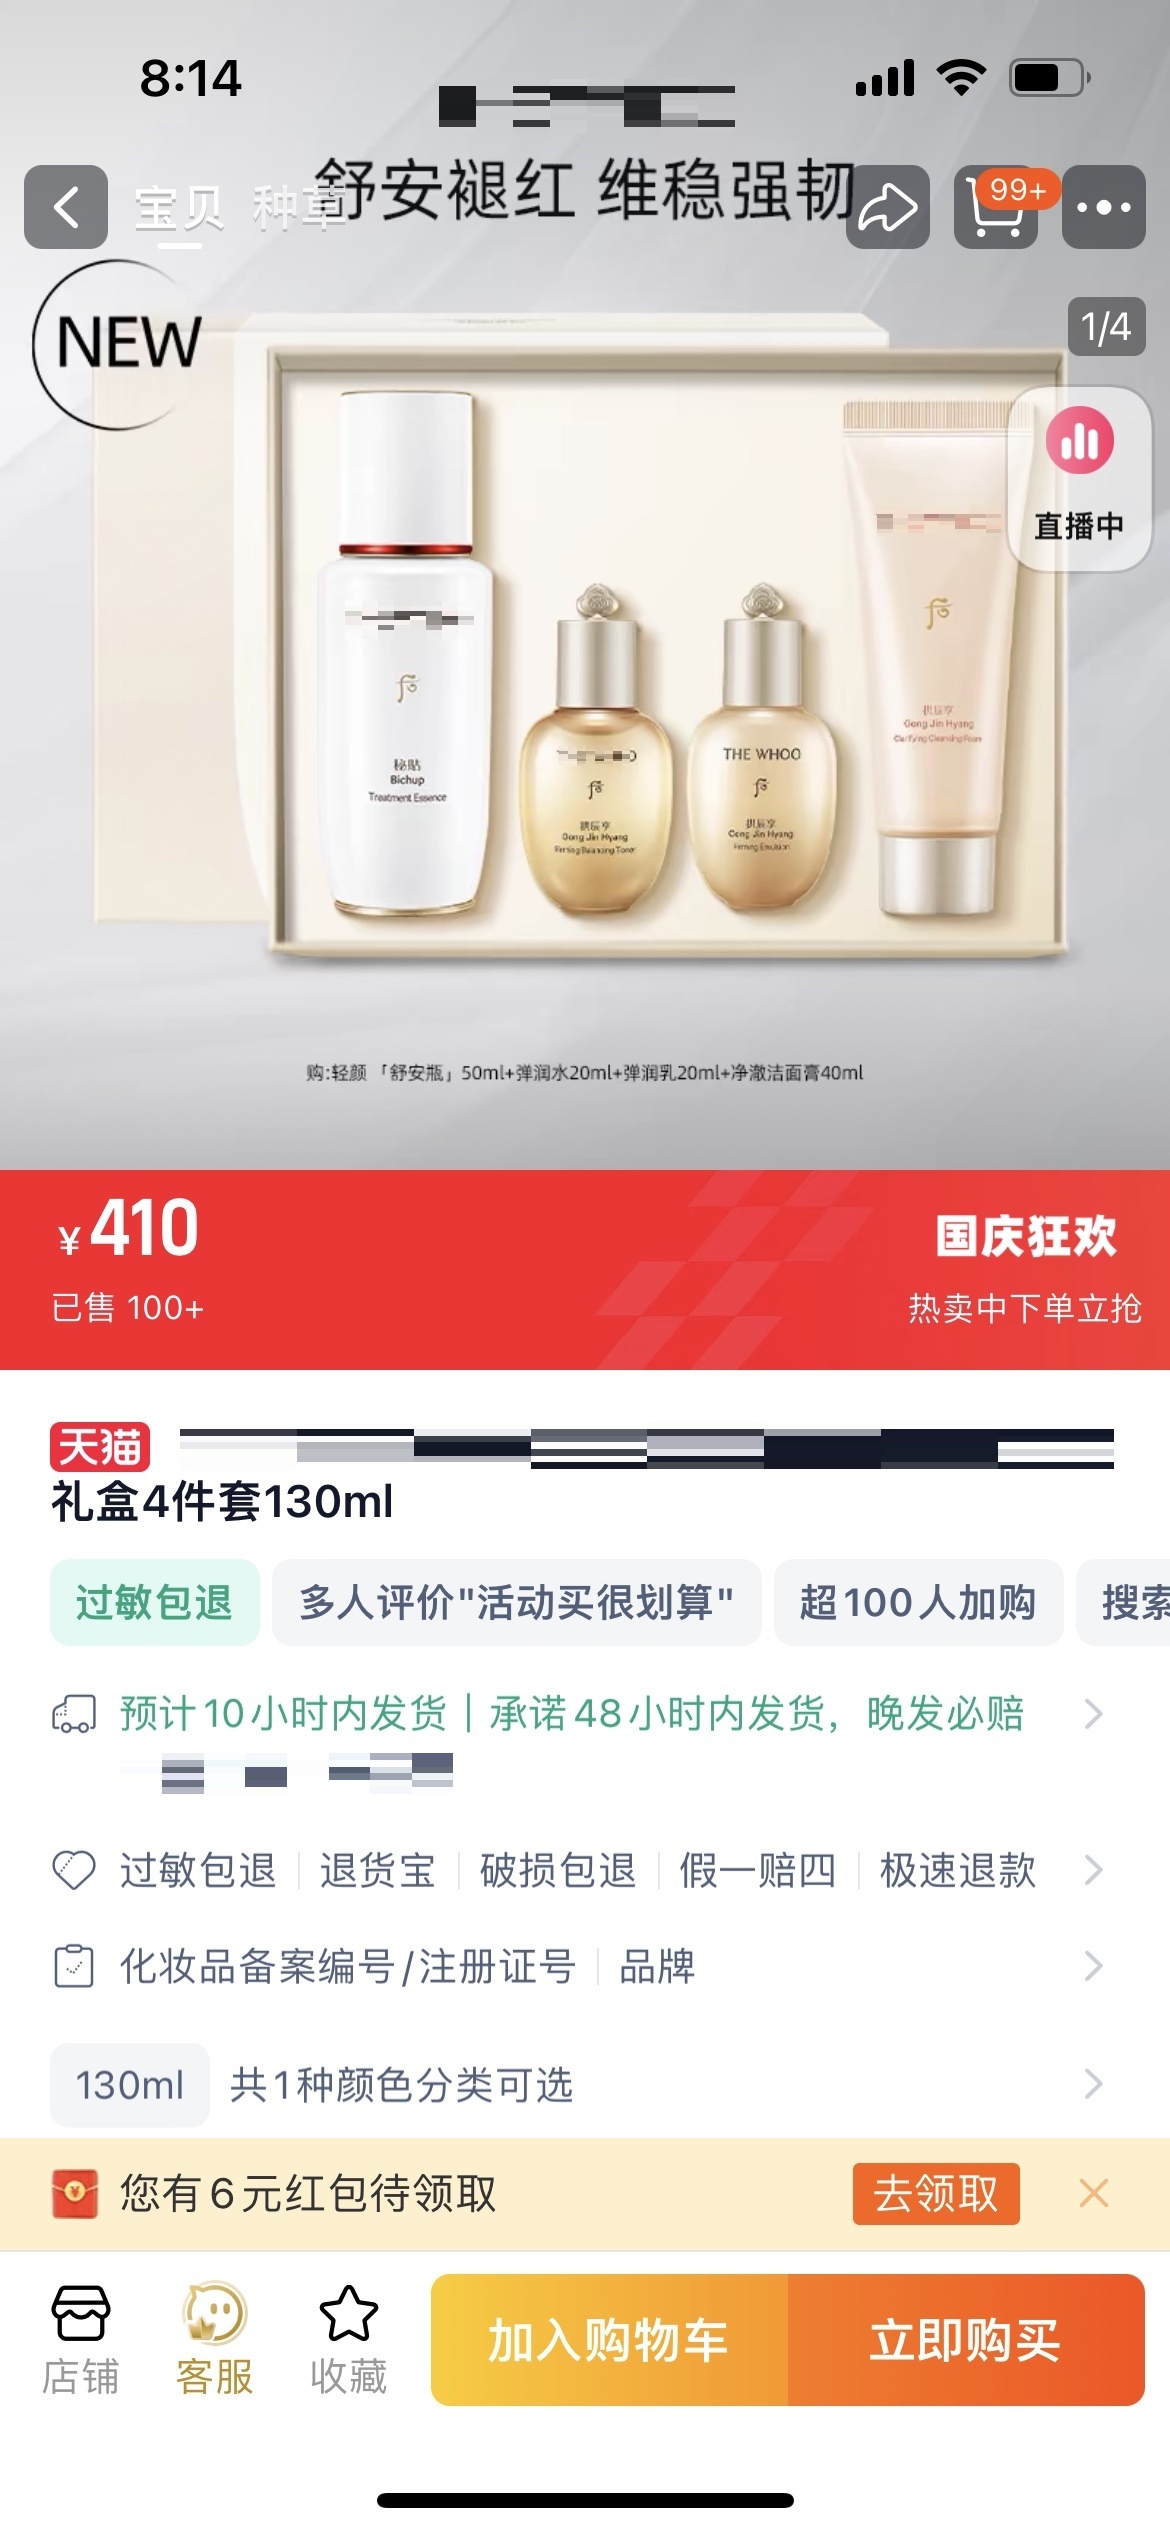 8:14
舒安褪红 维稳强韧
宝贝 种草
99+
NEW
1/4
直播中
秘貼
Bichup
Treatment Essence
拱辰享
Gong Jin Hyang
Firming Balancing Toner
THE WHOO
拱辰享
Gong Jin Hyang
Firming Emulsion
拱辰享
Gong Jin Hyang
Clarifying Cleansing Foam
购:轻颜「舒安瓶」50ml+弹润水20ml+弹润乳20ml+净澈洁面膏40ml
¥410
国庆狂欢
已售 100+
热卖中下单立抢
天猫
礼盒4件套130ml
过敏包退 多人评价"活动买很划算" 超100人加购 搜索
预计10小时内发货 | 承诺48小时内发货，晚发必赔
过敏包退 | 退货宝 | 破损包退 | 假一赔四 | 极速退款
化妆品备案编号/注册证号 | 品牌
130ml 共1种颜色分类可选
您有6元红包待领取 去领取
店铺 客服 收藏 加入购物车 立即购买